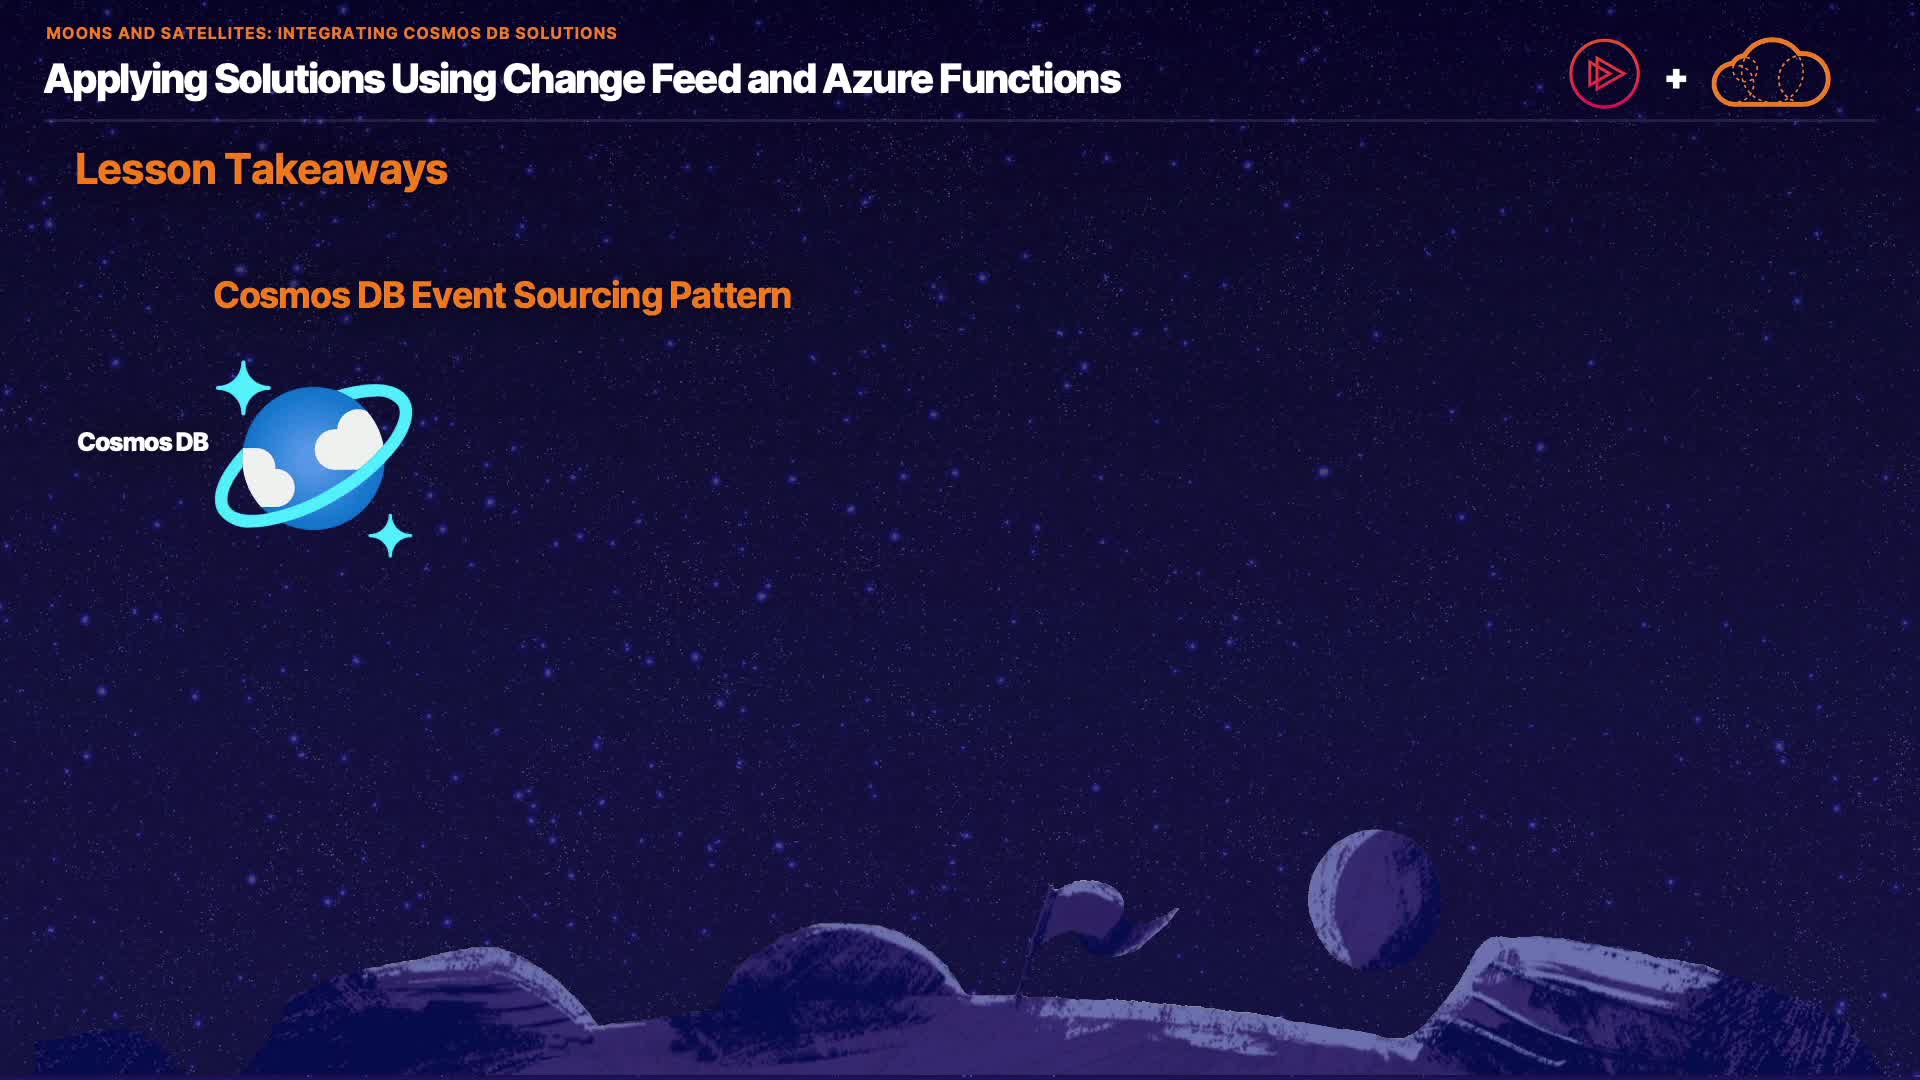 MOONS AND SATELLITES: INTEGRATING COSMOS DB SOLUTIONS
Applying Solutions Using Change Feed and Azure Functions
+
Lesson Takeaways
Cosmos DB Event Sourcing Pattern
Cosmos DB